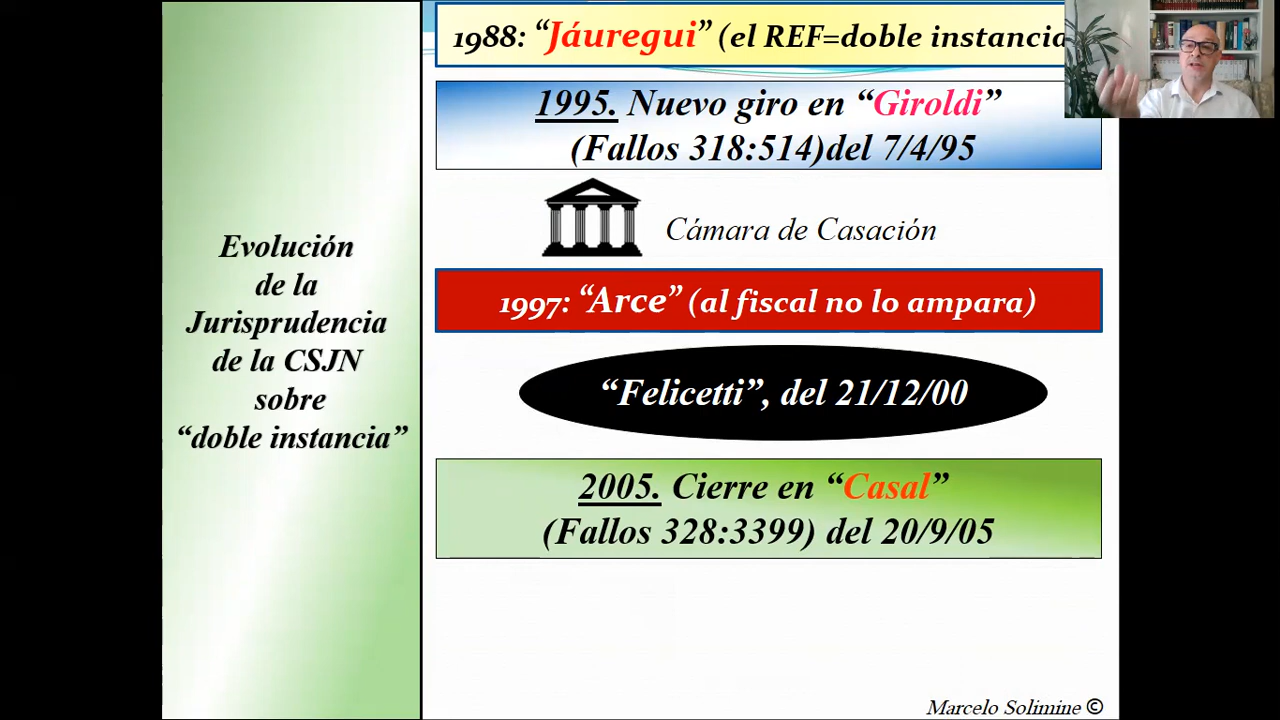 Evolución
de la
Jurisprudencia
de la CSJN
sobre
“doble instancia”
1988: “Jáuregui” (el REF=doble instancia
1995. Nuevo giro en “Giroldi”
(Fallos 318:514)del 7/4/95
Cámara de Casación
1997: “Arce” (al fiscal no lo ampara)
“Felicetti”, del 21/12/00
2005. Cierre en “Casal”
(Fallos 328:3399) del 20/9/05
Marcelo Solimine ©